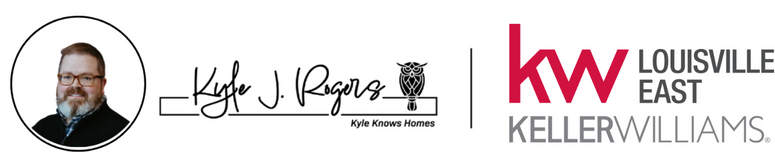 Kyle J. Rogers
Kyle Knows Homes
kw LOUISVILLE
EAST
KELLERWILLIAMS®